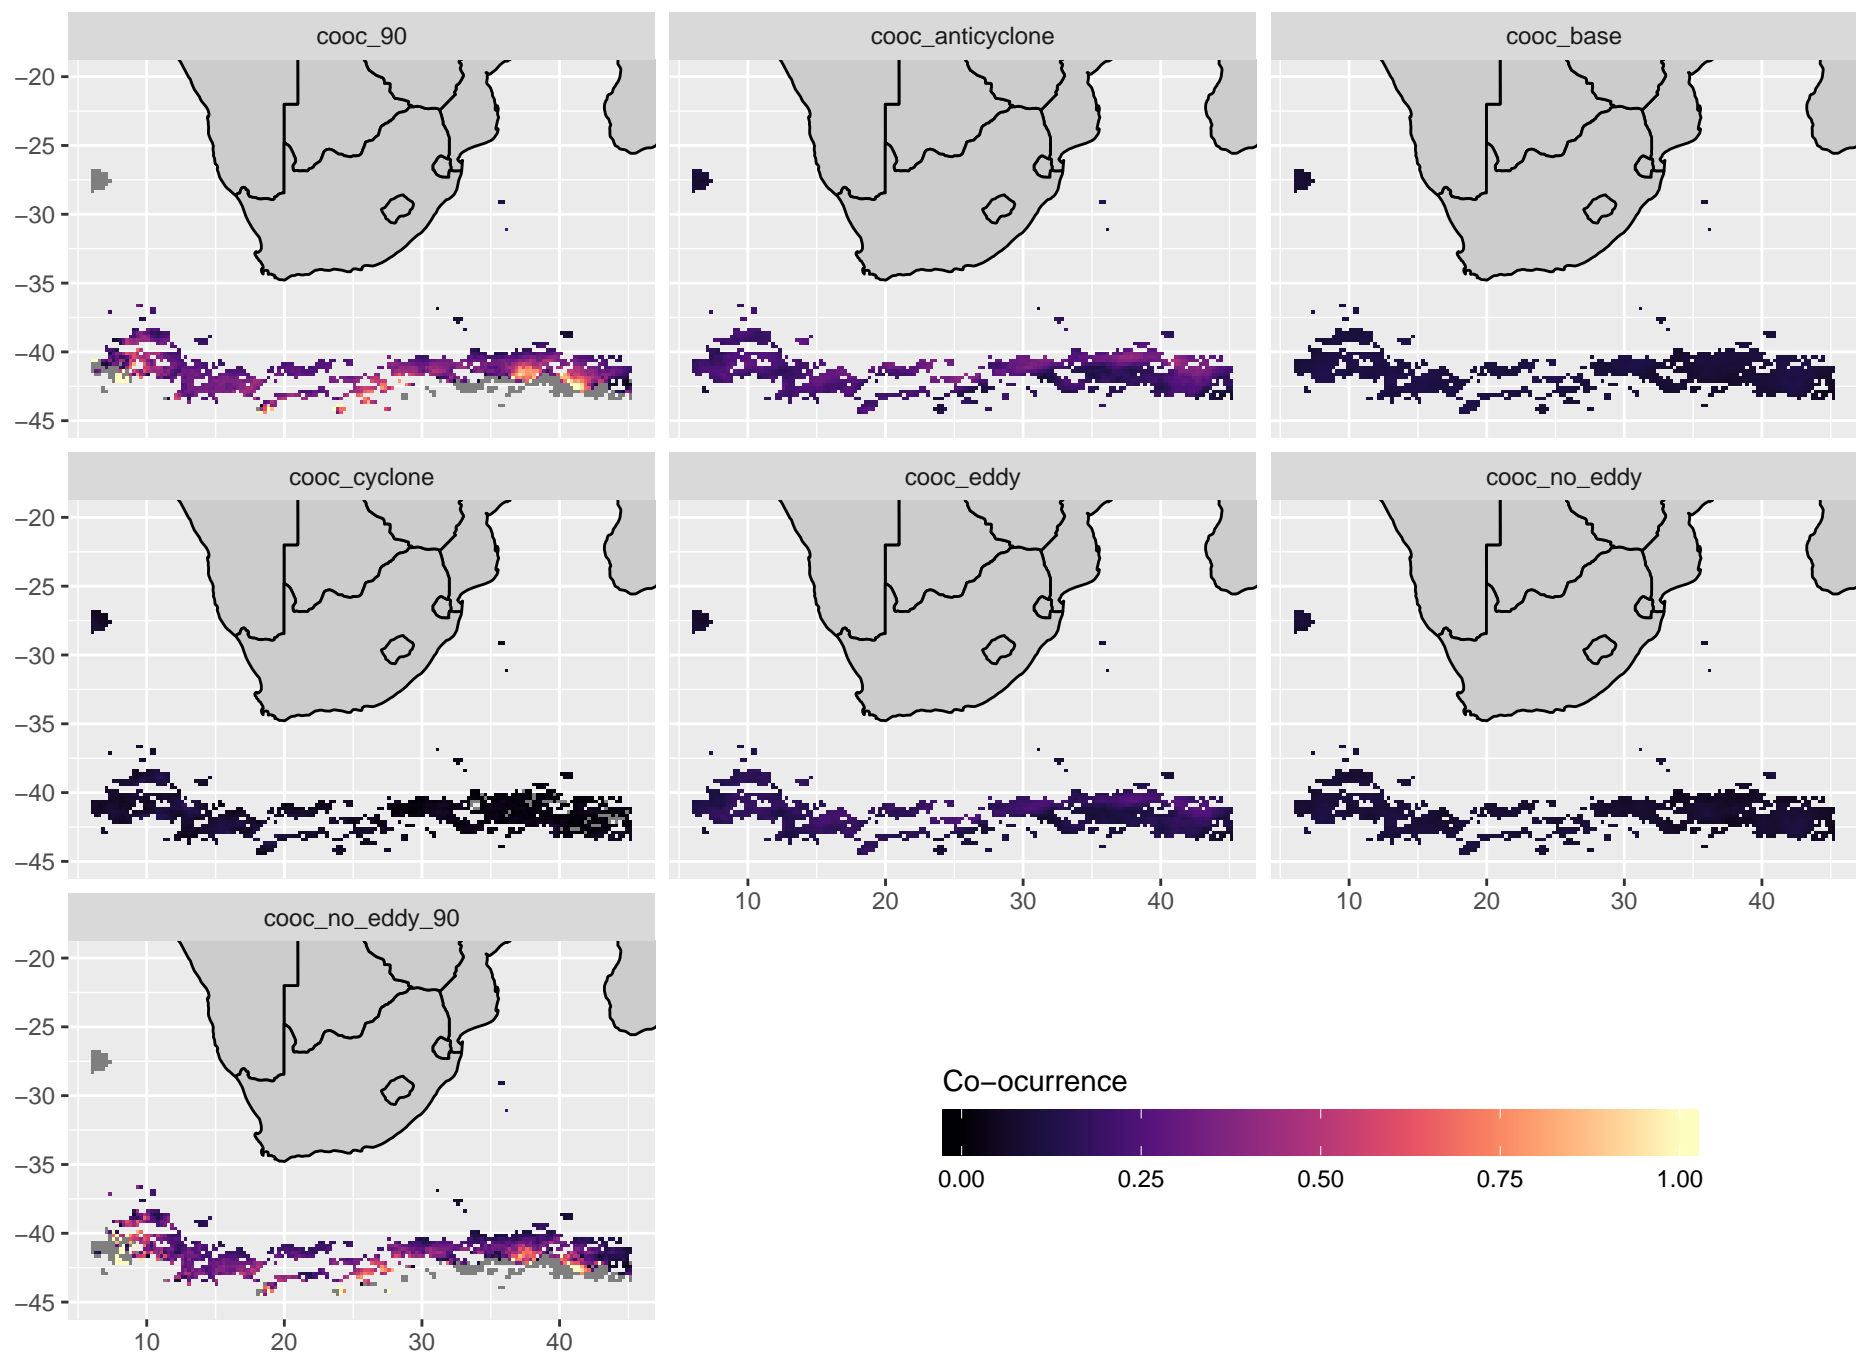 cooc_90
cooc_anticyclone
cooc_base
−20
−25
−30
−35
−40
−45
cooc_cyclone
cooc_eddy
cooc_no_eddy
−20
−25
−30
−35
−40
−45
10 20 30 40
10 20 30 40
cooc_no_eddy_90
−20
−25
−30
−35
−40
−45
10 20 30 40
Co−ocurrence
0.00 0.25 0.50 0.75 1.00